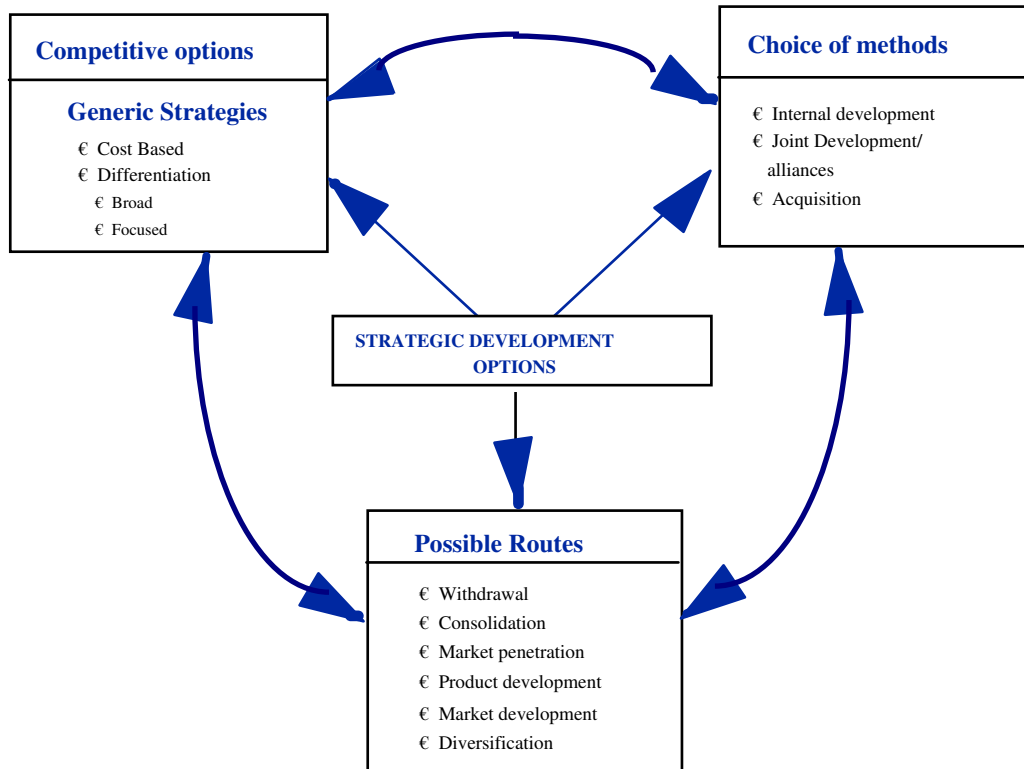 Competitive options
Generic Strategies
€ Cost Based
€ Differentiation
€ Broad
€ Focused
Choice of methods
€ Internal development
€ Joint Development/
alliances
€ Acquisition
STRATEGIC DEVELOPMENT
OPTIONS
Possible Routes
€ Withdrawal
€ Consolidation
€ Market penetration
€ Product development
€ Market development
€ Diversification